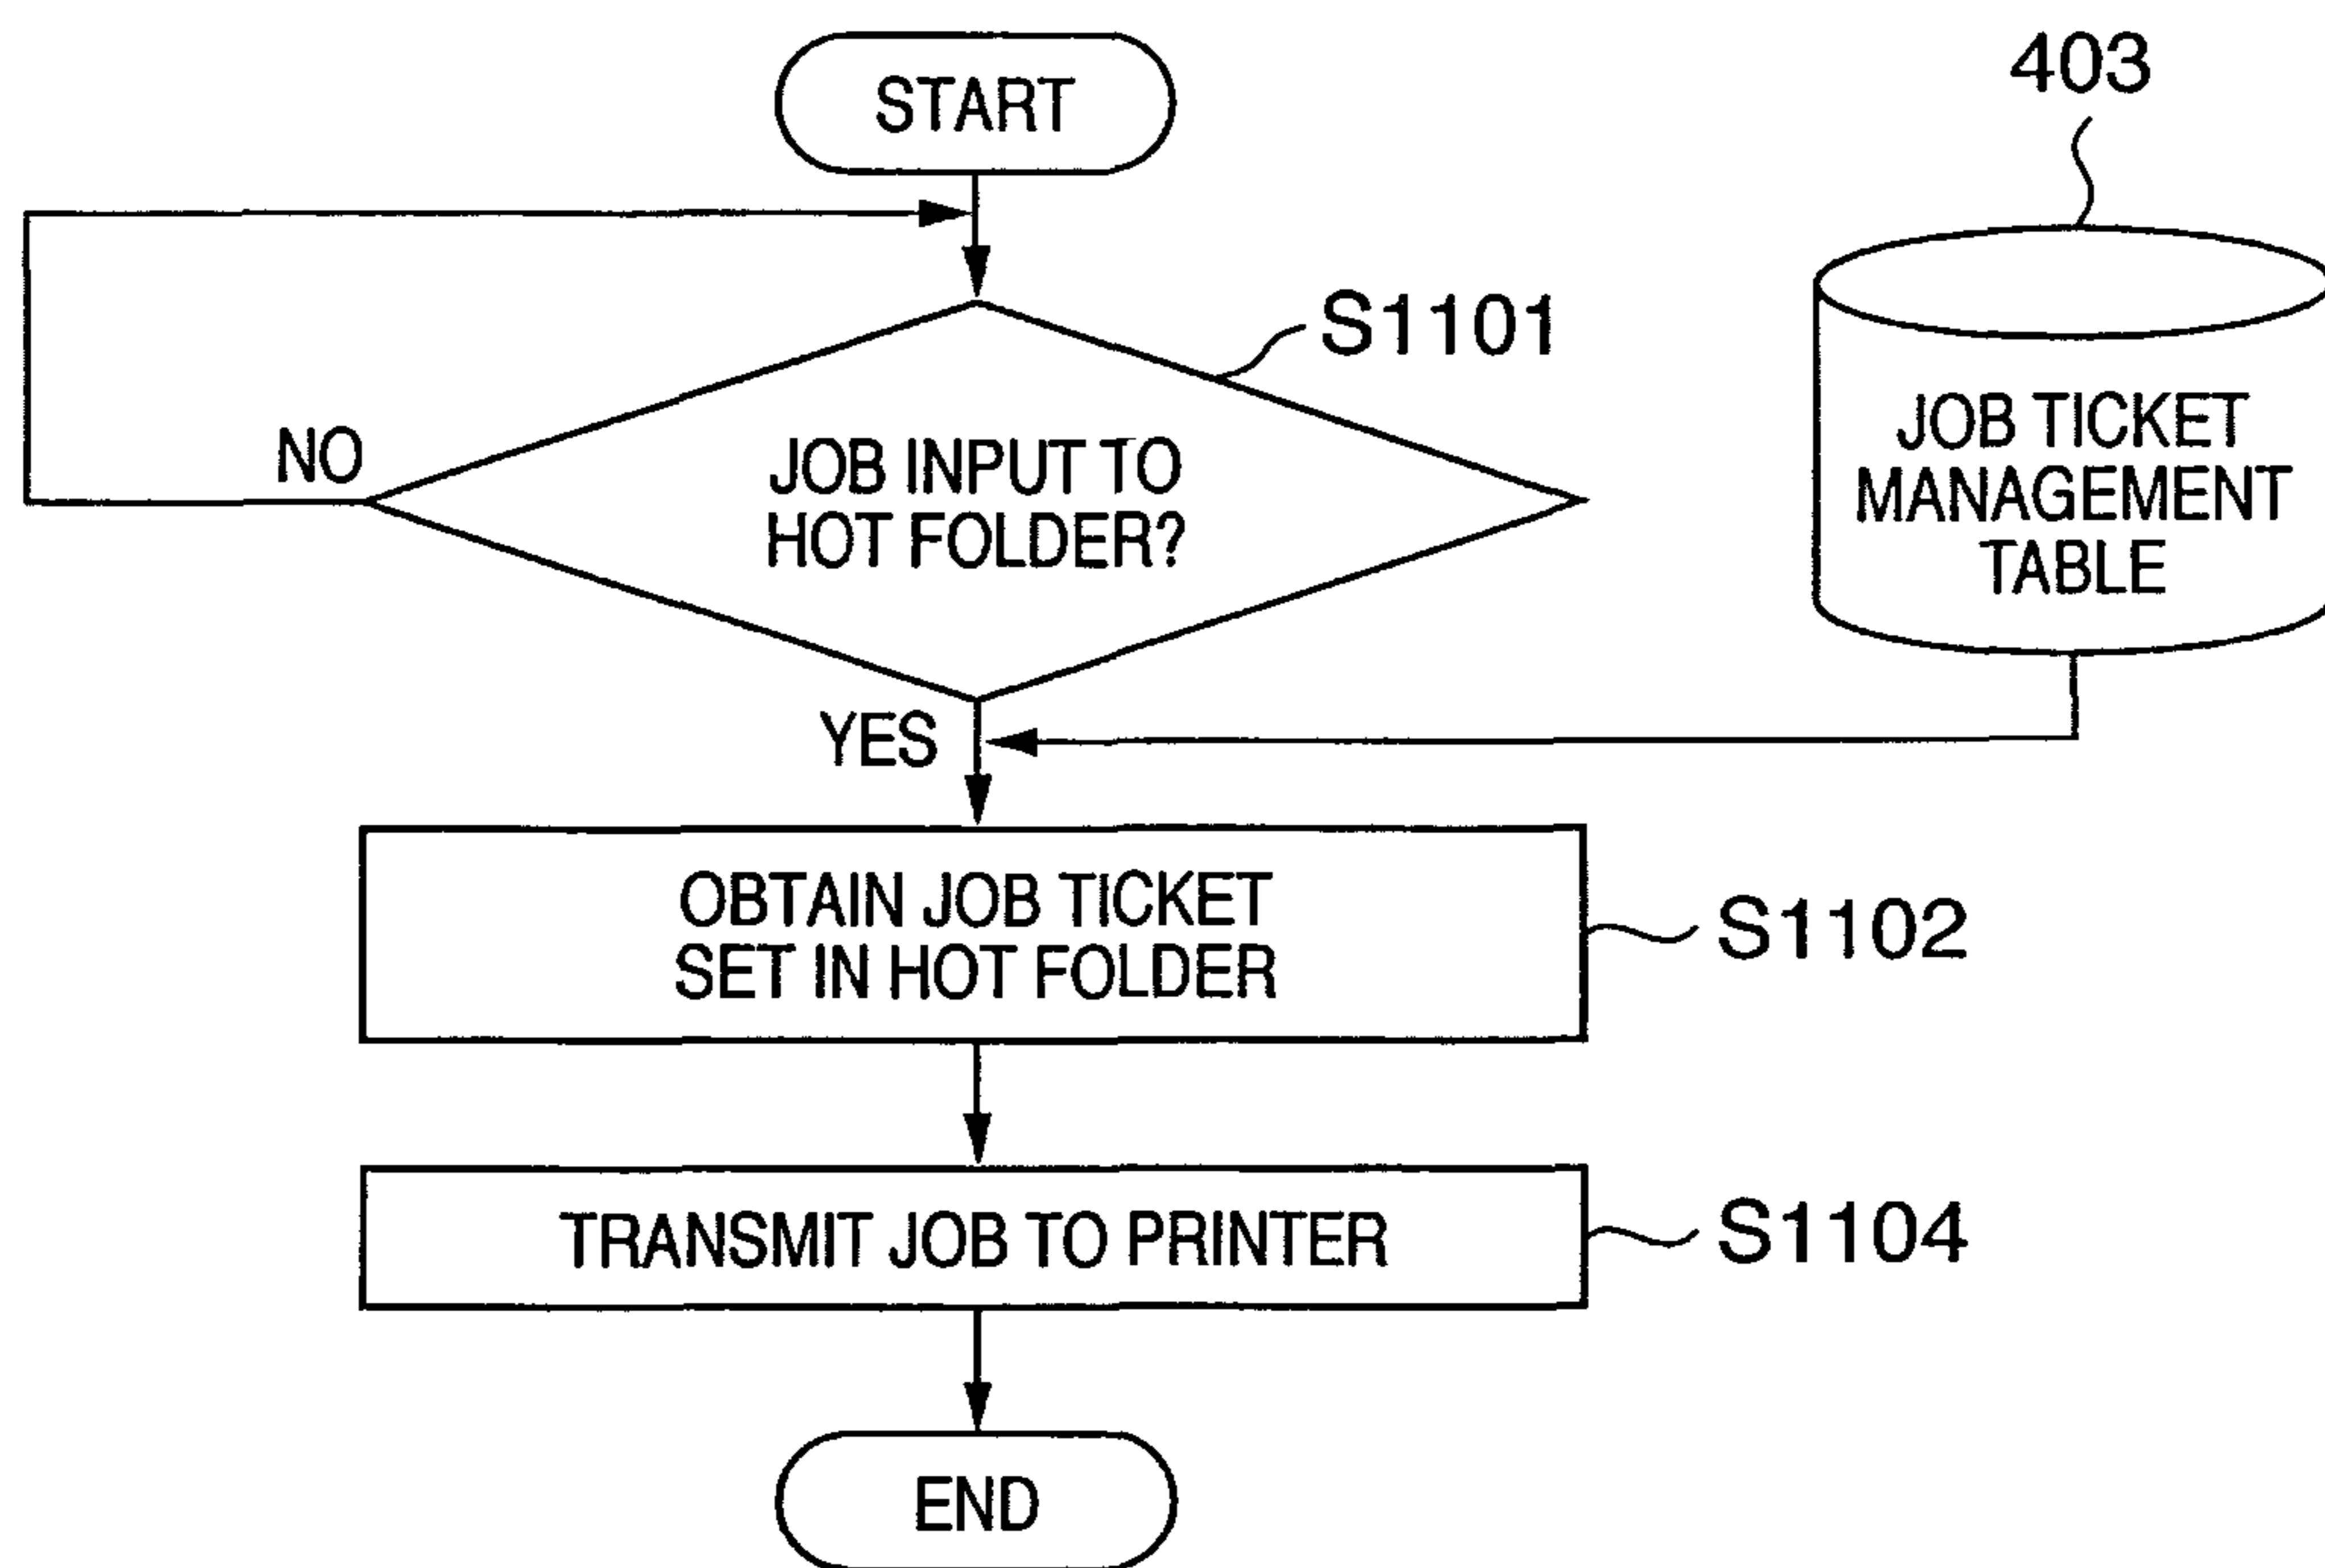 START
403
S1101
NO
JOB INPUT TO
HOT FOLDER?
JOB TICKET
MANAGEMENT
TABLE
YES
OBTAIN JOB TICKET
SET IN HOT FOLDER
S1102
TRANSMIT JOB TO PRINTER
S1104
END